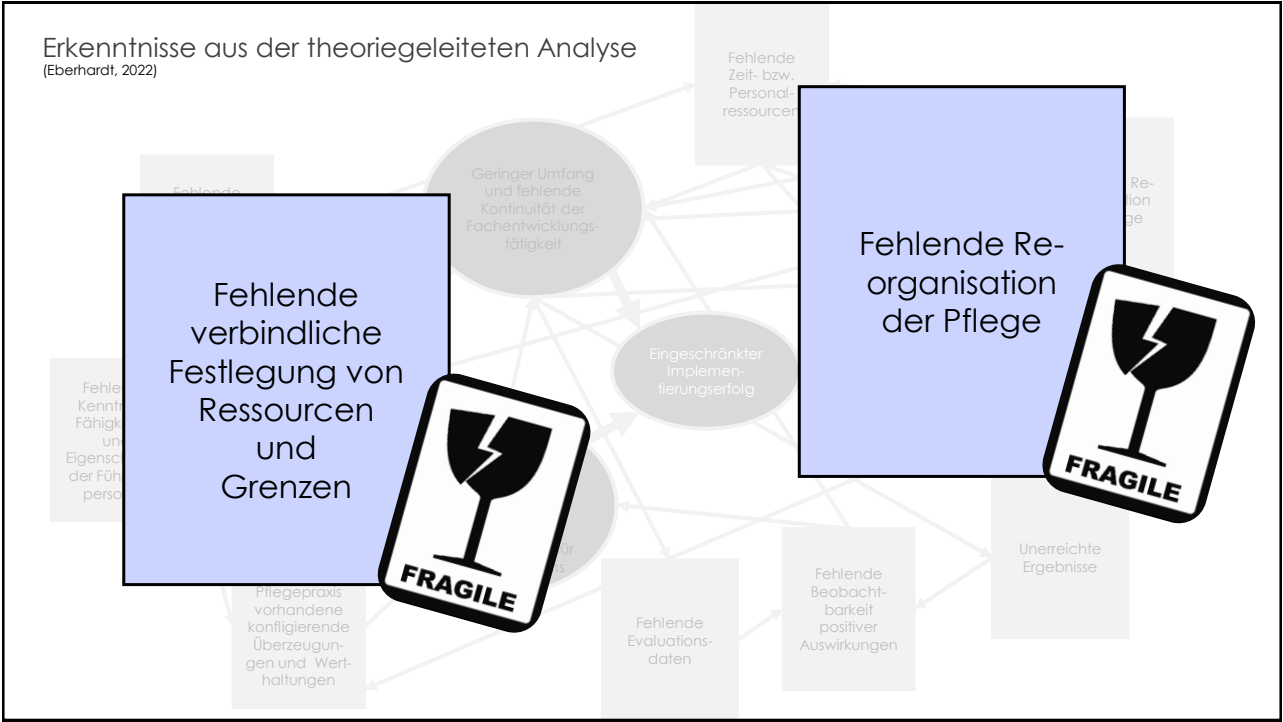 Erkenntnisse aus der theoriegeleiteten Analyse
(Eberhardt, 2022)
Fehlende
Zeit- bzw.
Personal-
ressourcen
Geringer Umfang
und fehlende
Kontinuität der
Fachentwicklungs-
tätigkeit
Fehlende
Fehlende
verbindliche
Festlegung von
Ressourcen
und
Grenzen
FRAGILE
Fehlende Re-
organisation
der Pflege
FRAGILE
Eingeschränkter
Implemen-
tierungserfolg
Pflegepraxis
vorhandene
konfligierende
Überzeugun-
gen und Wert-
haltungen
Fehlende
Evaluations-
daten
Fehlende
Beobacht-
barkeit
positiver
Auswirkungen
Unerreichte
Ergebnisse